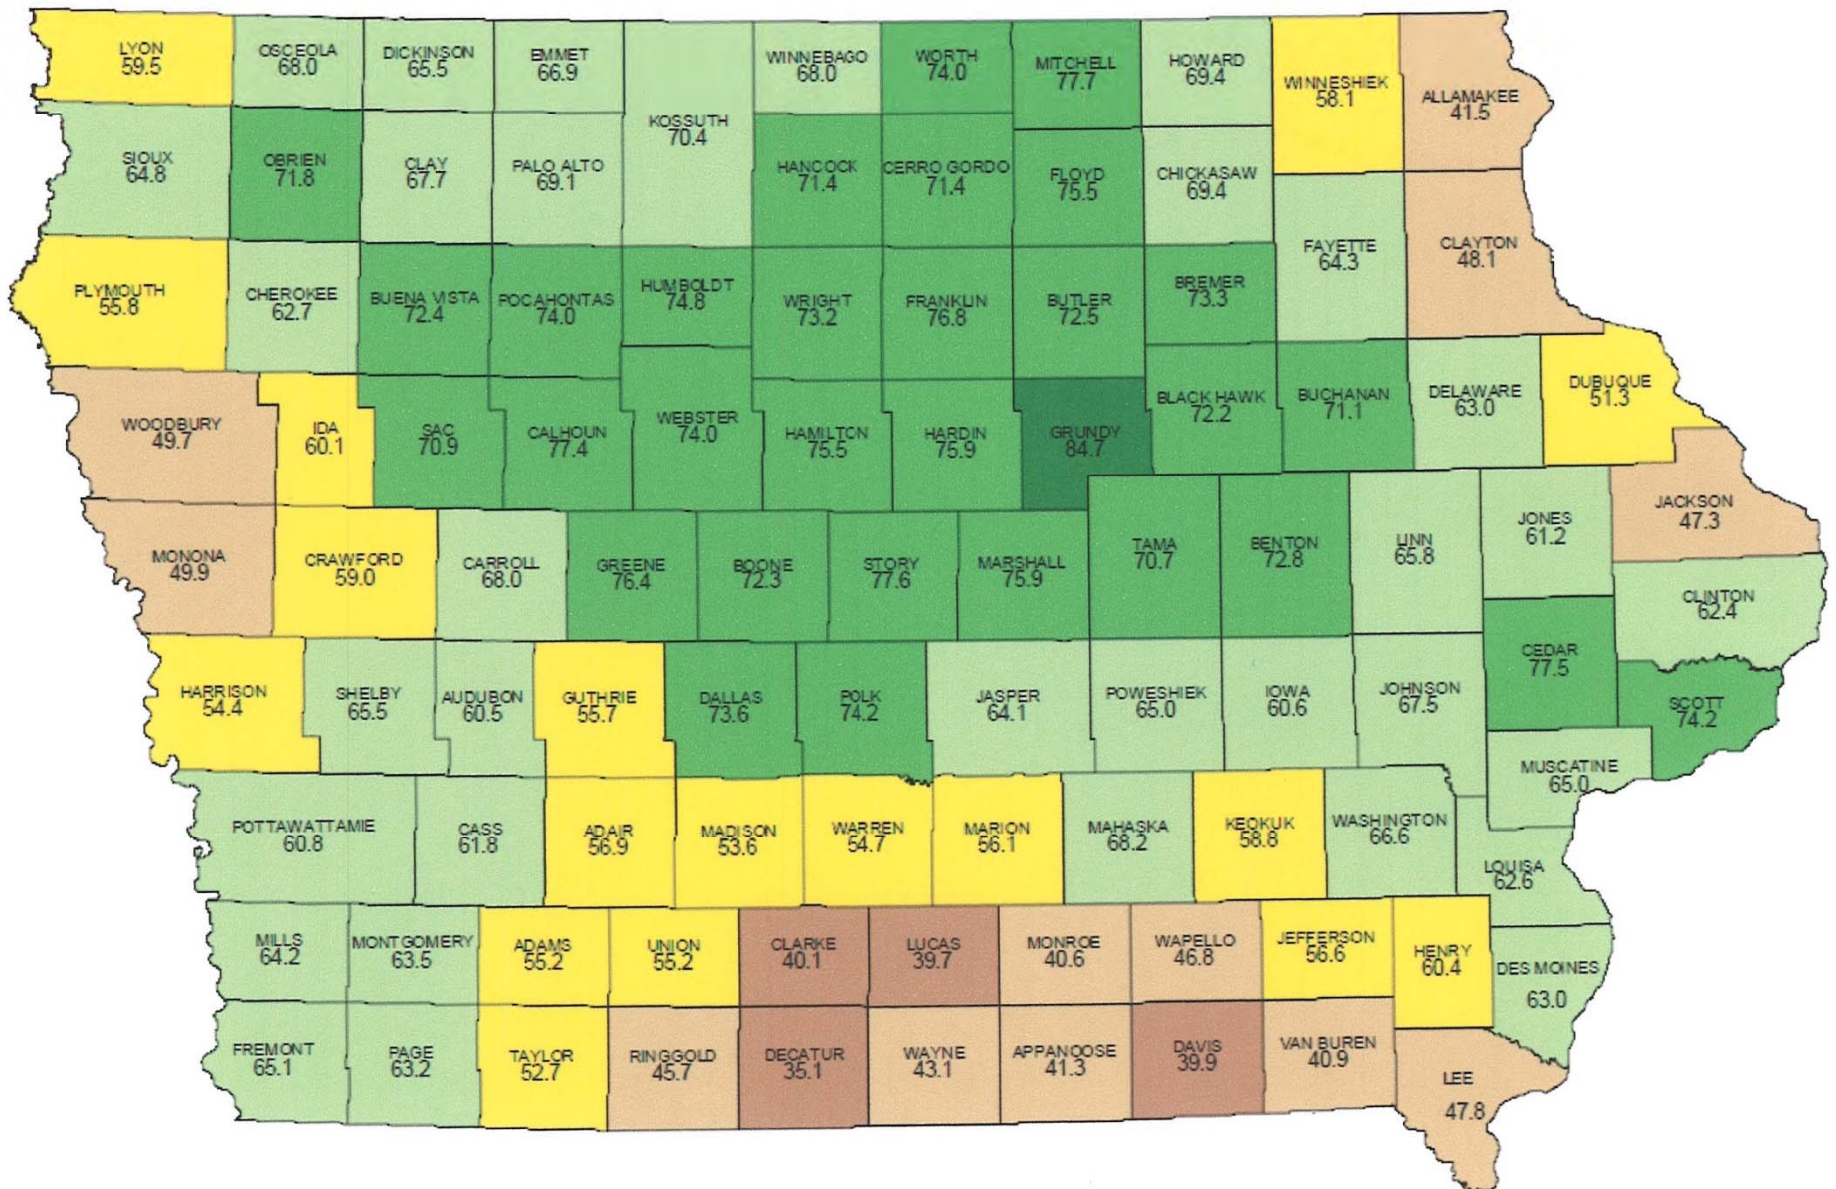 LYON
59.5
OSCEOLA
68.0
DICKINSON
65.5
EMMET
66.9
KOSSUTH
70.4
WINNEBAGO
68.0
WORTH
74.0
MITCHELL
77.7
HOWARD
69.4
WINNESHIEK
58.1
ALLAMAKEE
41.5
SIOUX
64.8
OBRIEN
71.8
CLAY
67.7
PALO ALTO
69.1
HANCOCK
71.4
CERRO GORDO
71.4
FLOYD
75.5
CHICKASAW
69.4
FAYETTE
64.3
CLAYTON
48.1
PLYMOUTH
55.8
CHEROKEE
62.7
BUENA VISTA
72.4
POCAHONTAS
74.0
HUMBOLDT
74.8
WRIGHT
73.2
FRANKLIN
76.8
BUTLER
72.5
BREMER
73.3
WOODBURY
49.7
IDA
60.1
SAC
70.9
CALHOUN
77.4
WEBSTER
74.0
HAMILTON
75.5
HARDIN
75.9
GRUNDY
84.7
BLACK HAWK
72.2
BUCHANAN
71.1
DELAWARE
63.0
DUBUQUE
51.3
MONONA
49.9
CRAWFORD
59.0
CARROLL
68.0
GREENE
76.4
BOONE
72.3
STORY
77.6
MARSHALL
75.9
TAMA
70.7
BENTON
72.8
LINN
65.8
JONES
61.2
JACKSON
47.3
CLINTON
62.4
HARRISON
54.4
SHELBY
65.5
AUDUBON
60.5
GUTHRIE
55.7
DALLAS
73.6
POLK
74.2
JASPER
64.1
POWESHIEK
65.0
IOWA
60.6
JOHNSON
67.5
CEDAR
77.5
SCOTT
74.2
MUSCATINE
65.0
POTTAWATTAMIE
60.8
CASS
61.8
ADAIR
56.9
MADISON
53.6
WARREN
54.7
MARION
56.1
MAHASKA
68.2
KEOKUK
58.8
WASHINGTON
66.6
LOUISA
62.6
MILLS
64.2
MONTGOMERY
63.5
ADAMS
55.2
UNION
55.2
CLARKE
40.1
LUCAS
39.7
MONROE
40.6
WAPELLO
46.8
JEFFERSON
56.6
HENRY
60.4
DES MOINES
63.0
FREMONT
65.1
PAGE
63.2
TAYLOR
52.7
RINGGOLD
45.7
DECATUR
35.1
WAYNE
43.1
APPANOOSE
41.3
DAVIS
39.9
VAN BUREN
40.9
LEE
47.8